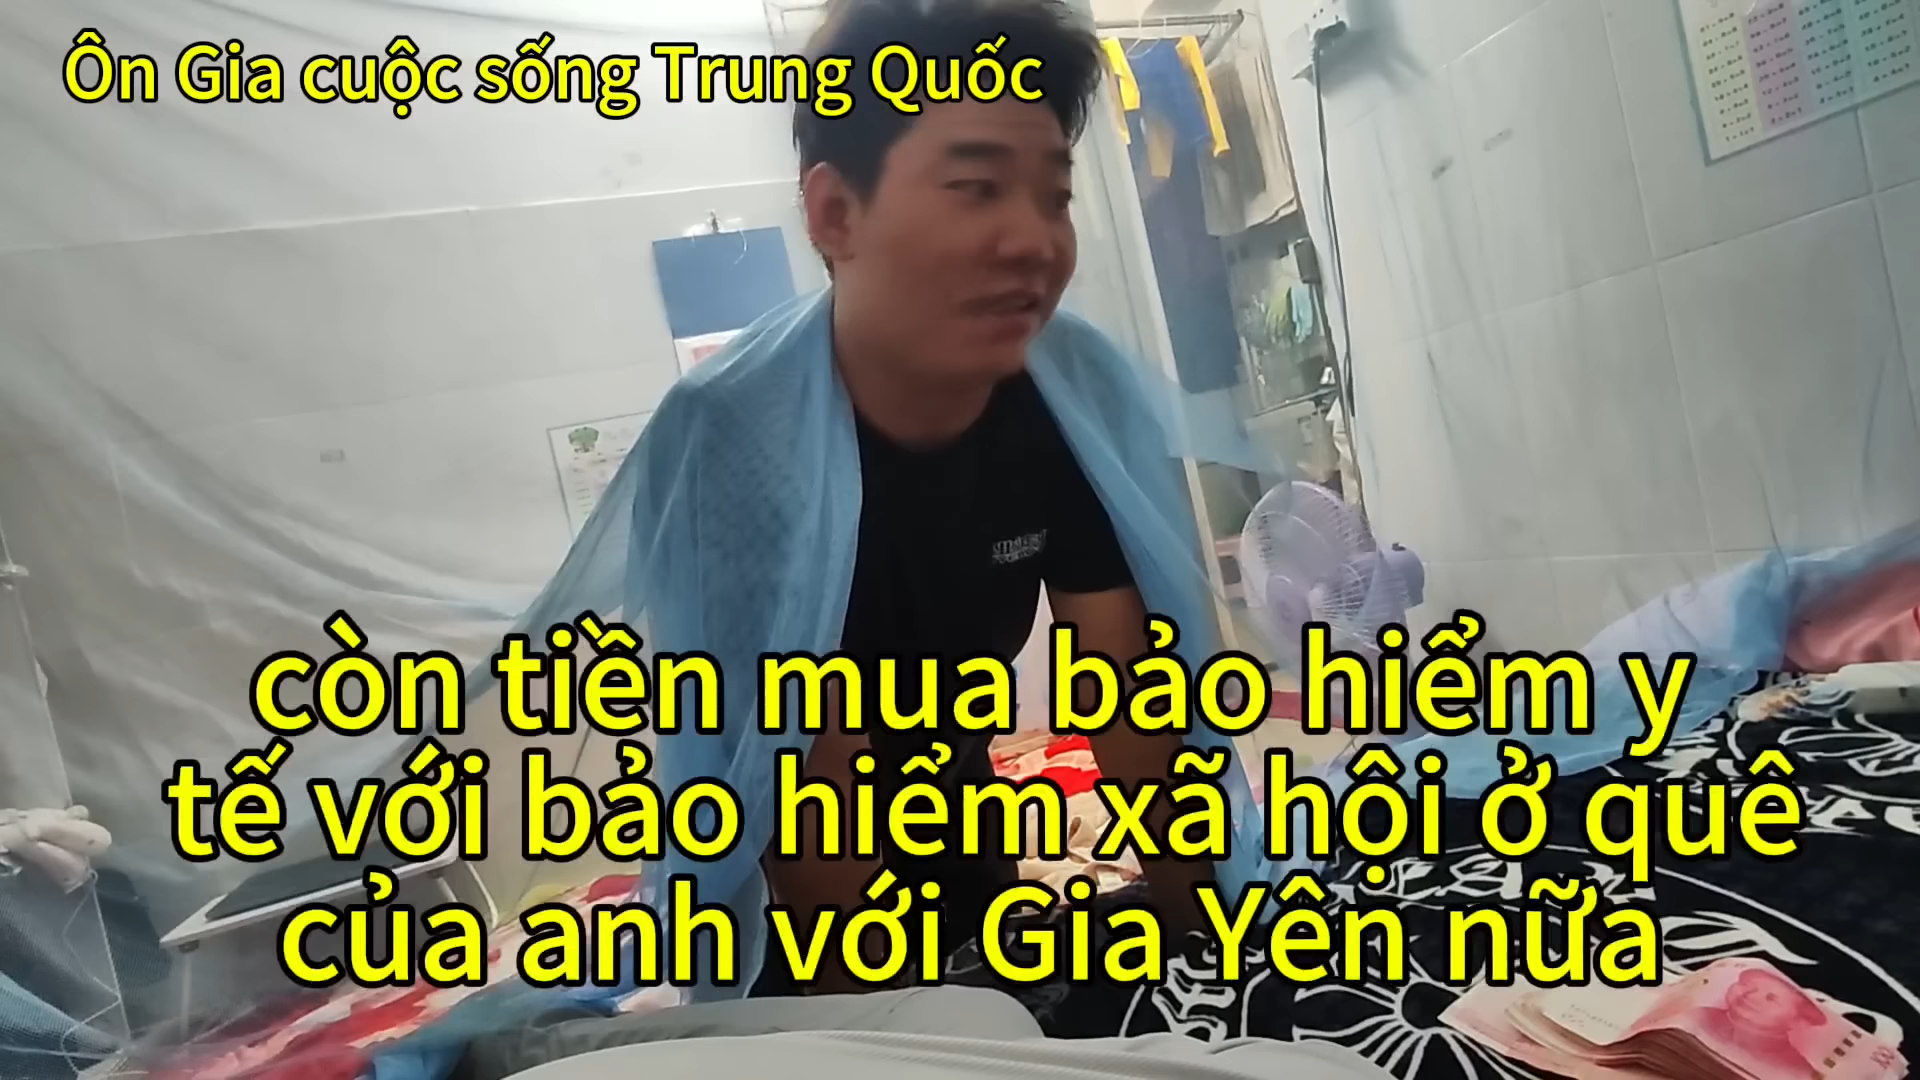 Ôn Gia cuộc sống Trung Quốc
còn tiền mua bảo hiểm y
tế với bảo hiểm xã hội ở quê
của anh với Gia Yên nữa
100